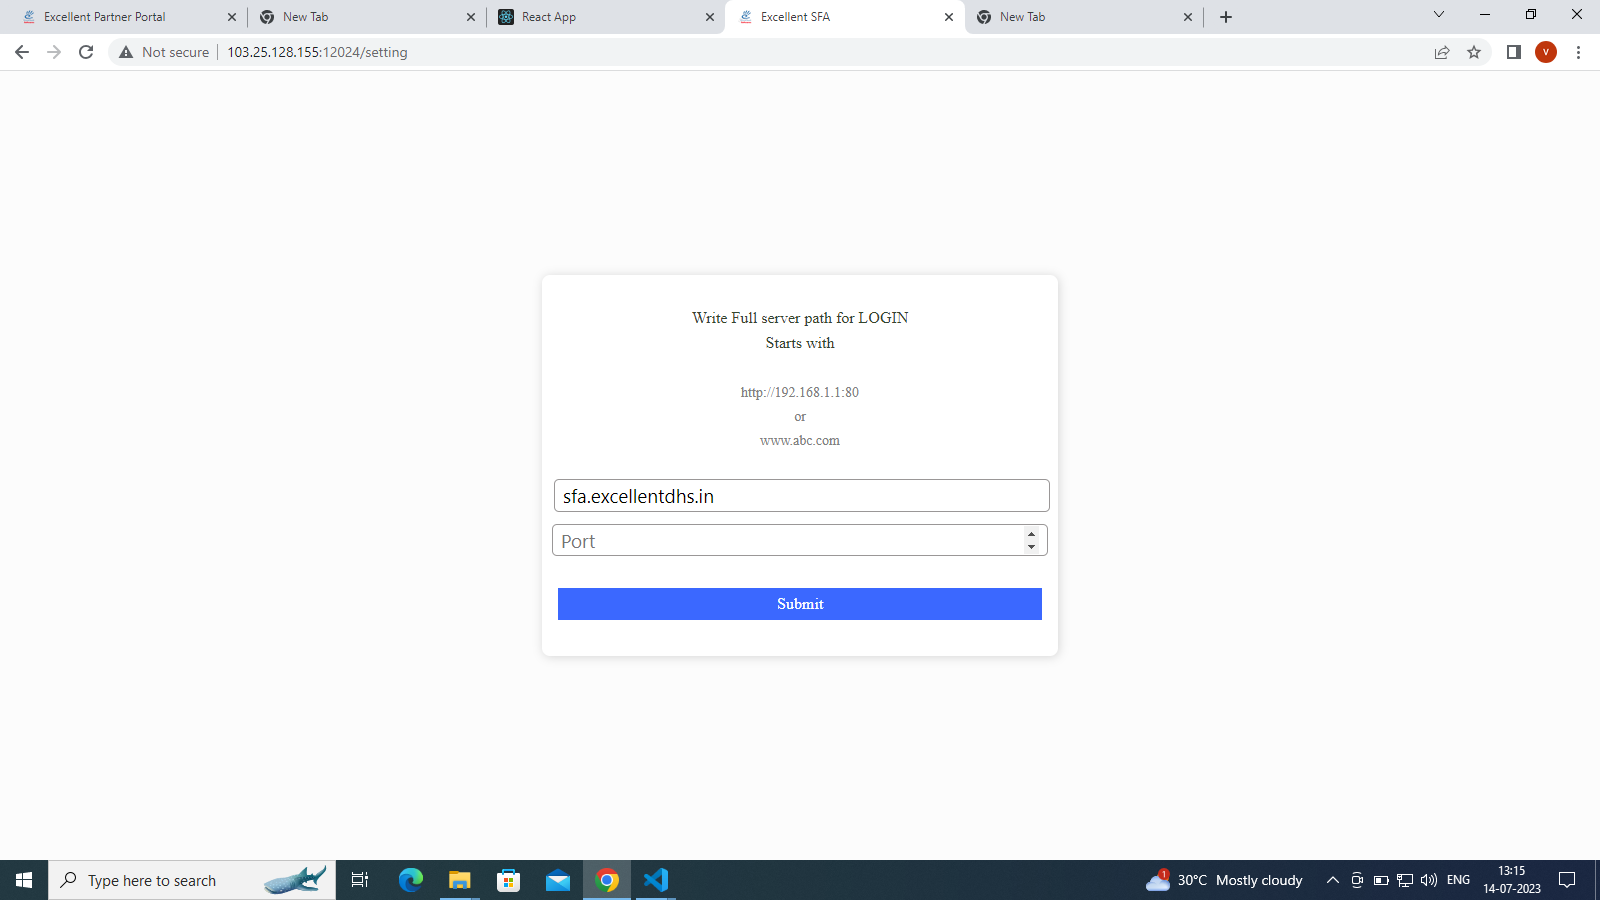 Excellent Partner Portal
New Tab
React App
Excellent SFA
New Tab
Not secure
103.25.128.155:12024/setting
V
Write Full server path for LOGIN
Starts with
http://192.168.1.1:80
or
www.abc.com
sfa.excellentdhs.in
Port
Submit
Type here to search
1
30°C Mostly cloudy
ENG
13:15
14-07-2023